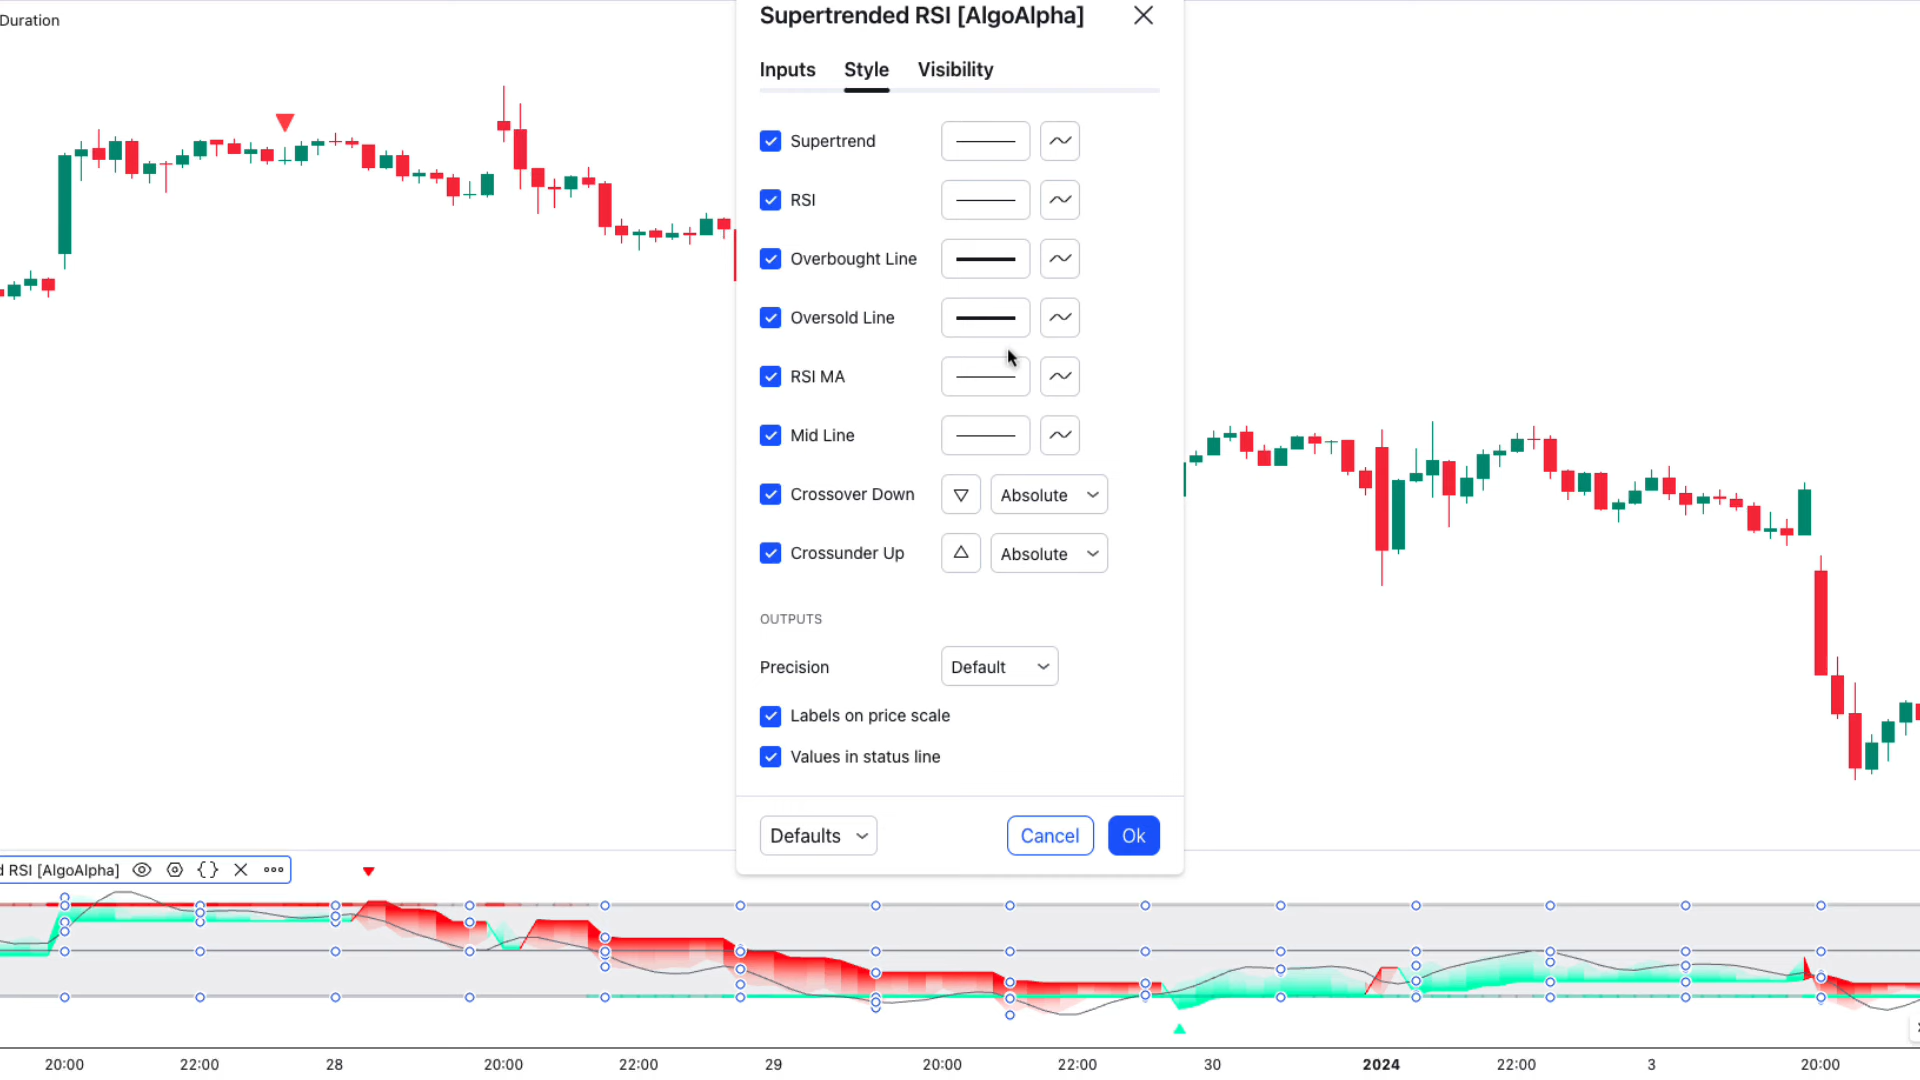 Duration
Supertrended RSI [AlgoAlpha]
Inputs Style Visibility
Supertrend
RSI
Overbought Line
Oversold Line
RSI MA
Mid Line
Crossover Down Absolute
Crossunder Up Absolute
OUTPUTS
Precision Default
Labels on price scale
Values in status line
Defaults Cancel Ok
d RSI [AlgoAlpha]
20:00 22:00 28 20:00 22:00 29 20:00 22:00 30 2024 22:00 3 20:00